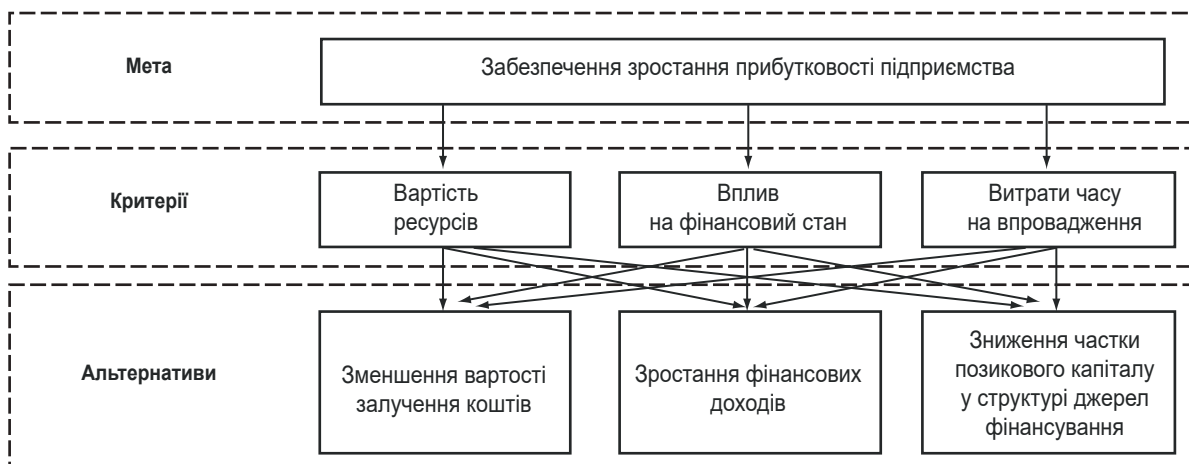 Мета
Забезпечення зростання прибутковості підприємства
Критерії
Вартість
ресурсів
Вплив
на фінансовий стан
Витрати часу
на впровадження
Альтернативи
Зменшення вартості
залучення коштів
Зростання фінансових
доходів
Зниження частки
позикового капіталу
у структурі джерел
фінансування